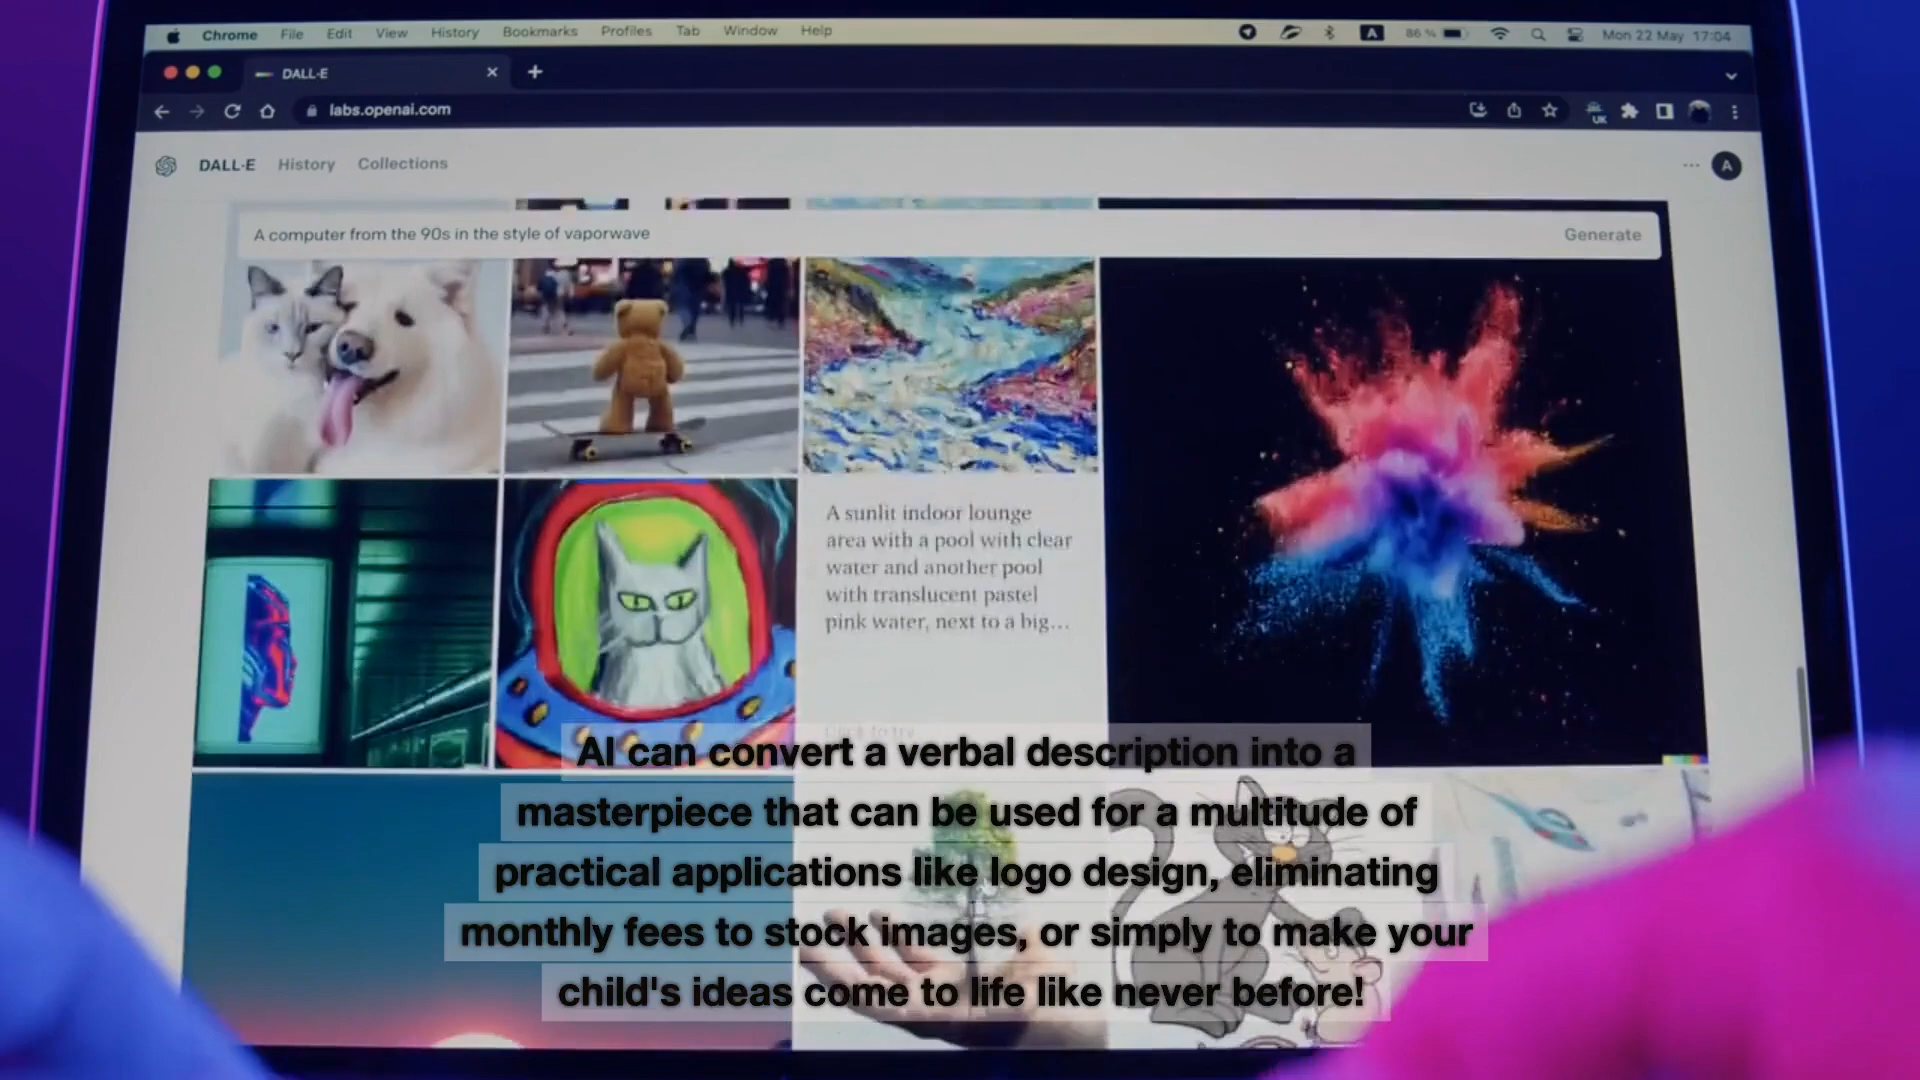 Chrome File Edit View History Bookmarks Profiles Tab Window Help
A 86 % Mon 22 May 17:04
DALL·E
labs.openai.com
UK
DALL·E History Collections
A
A computer from the 90s in the style of vaporwave
Generate
A sunlit indoor lounge
area with a pool with clear
water and another pool
with translucent pastel
pink water, next to a big...
AI can convert a verbal description into a
masterpiece that can be used for a multitude of
practical applications like logo design, eliminating
monthly fees to stock images, or simply to make your
child's ideas come to life like never before!